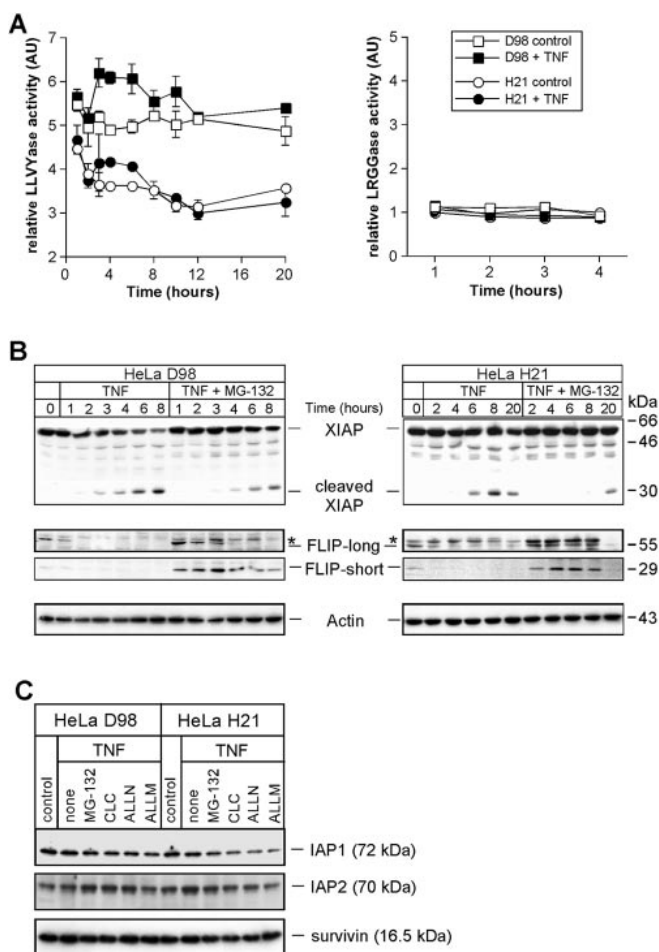 A
relative LLVYase activity (AU)
7
6
5
4
3
2
0 4 8 12 16 20
Time (hours)
relative LRGGase activity (AU)
5
4
3
2
1
0
1 2 3 4
Time (hours)
D98 control
D98 + TNF
H21 control
H21 + TNF
B
HeLa D98
TNF TNF + MG-132
0 1 2 3 4 6 8 1 2 3 4 6 8
Time (hours)
HeLa H21
TNF TNF + MG-132
0 2 4 6 8 20 2 4 6 8 20
kDa
XIAP
66
46
cleaved
XIAP
30
* FLIP-long *
55
FLIP-short
29
Actin
43
C
HeLa D98 HeLa H21
TNF TNF
control none MG-132 CLC ALLN ALLM control none MG-132 CLC ALLN ALLM
IAP1 (72 kDa)
IAP2 (70 kDa)
survivin (16.5 kDa)